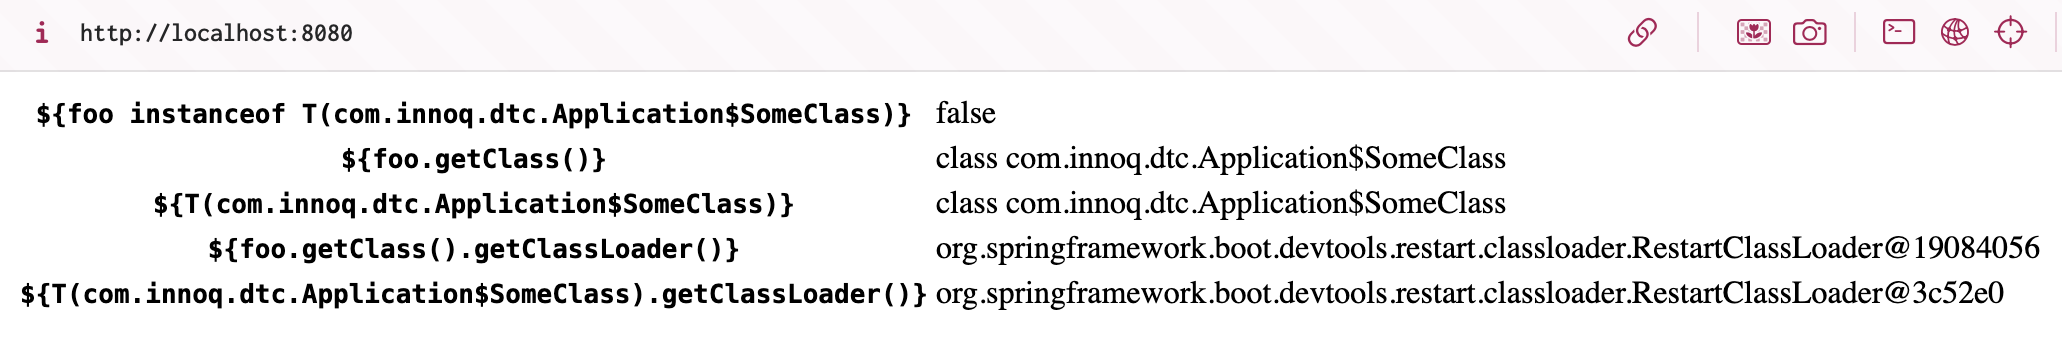 i http://localhost:8080
${foo instanceof T(com.innoq.dtc.Application$SomeClass)} false
${foo.getClass()} class com.innoq.dtc.Application$SomeClass
${T(com.innoq.dtc.Application$SomeClass)} class com.innoq.dtc.Application$SomeClass
${foo.getClass().getClassLoader()} org.springframework.boot.devtools.restart.classloader.RestartClassLoader@19084056
${T(com.innoq.dtc.Application$SomeClass).getClassLoader()} org.springframework.boot.devtools.restart.classloader.RestartClassLoader@3c52e0